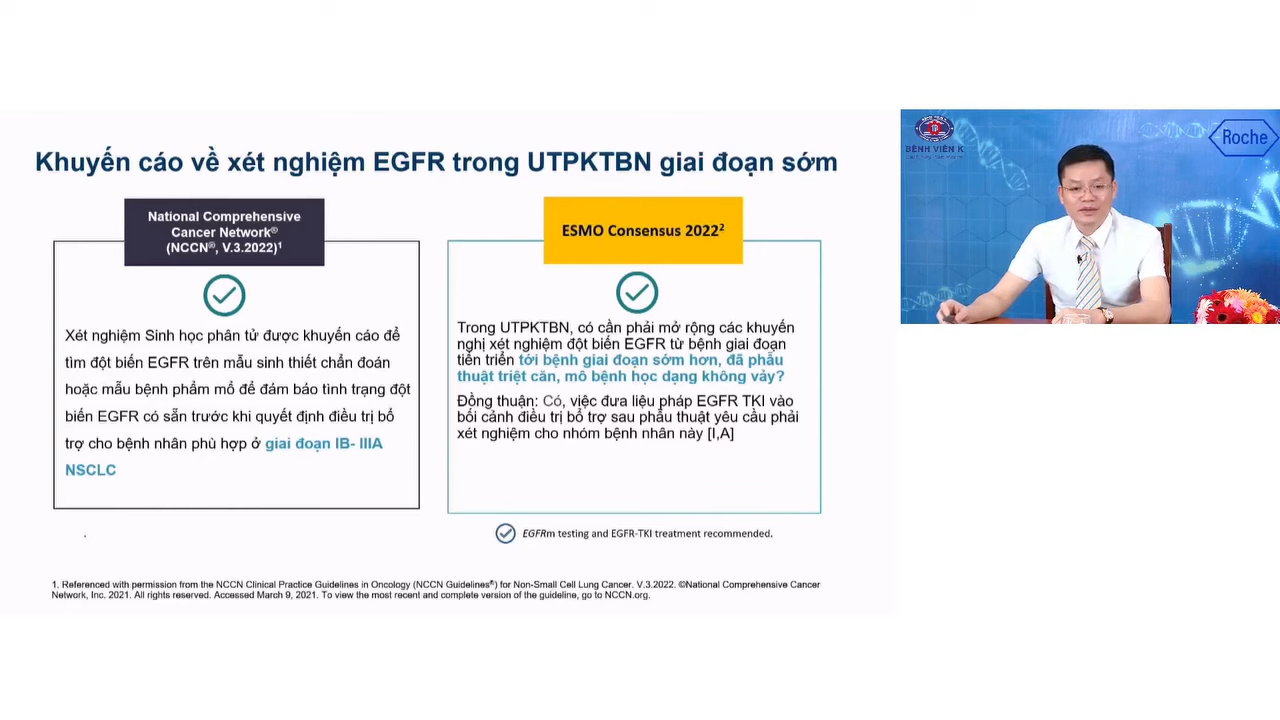 Khuyến cáo về xét nghiệm EGFR trong UTPKTBN giai đoạn sớm
National Comprehensive
Cancer Network®
(NCCN®, V.3.2022)¹
Xét nghiệm Sinh học phân tử được khuyến cáo để
tìm đột biến EGFR trên mẫu sinh thiết chẩn đoán
hoặc mẫu bệnh phẩm mổ để đảm bảo tình trạng đột
biến EGFR có sẵn trước khi quyết định điều trị bổ
trợ cho bệnh nhân phù hợp ở giai đoạn IB- IIIA
NSCLC
ESMO Consensus 2022²
Trong UTPKTBN, có cần phải mở rộng các khuyến
nghị xét nghiệm đột biến EGFR từ bệnh giai đoạn
tiến triển tới bệnh giai đoạn sớm hơn, đã phẫu
thuật triệt căn, mô bệnh học dạng không vảy?
Đồng thuận: Có, việc đưa liệu pháp EGFR TKI vào
bối cảnh điều trị bổ trợ sau phẫu thuật yêu cầu phải
xét nghiệm cho nhóm bệnh nhân này [I,A]
EGFRm testing and EGFR-TKI treatment recommended.
1. Referenced with permission from the NCCN Clinical Practice Guidelines in Oncology (NCCN Guidelines®) for Non-Small Cell Lung Cancer. V.3.2022. ©National Comprehensive Cancer
Network, Inc. 2021. All rights reserved. Accessed March 9, 2021. To view the most recent and complete version of the guideline, go to NCCN.org.
BỆNH VIỆN K
Roche